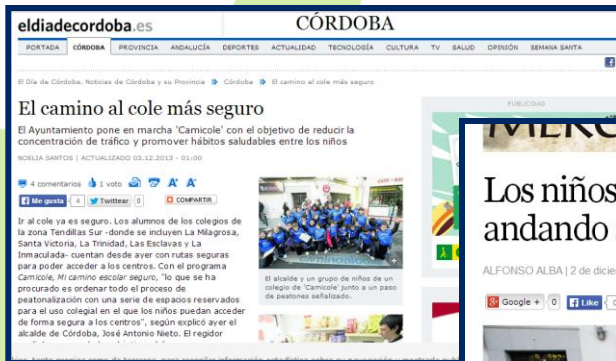 eldiadecordoba.es
CÓRDOBA
PORTADA CÓRDOBA PROVINCIA ANDALUCÍA DEPORTES ACTUALIDAD TECNOLOGÍA CULTURA TV SALUD OPINIÓN SEMANA SANTA
El Día de Córdoba, Noticias de Córdoba y su Provincia Córdoba El camino al cole más seguro
El camino al cole más seguro
El Ayuntamiento pone en marcha 'Camicole' con el objetivo de reducir la
concentración de tráfico y promover hábitos saludables entre los niños
NOELIA SANTOS | ACTUALIZADO 03.12.2013 - 01:00
4 comentarios 1 voto
Me gusta 4 Twittear 0 COMPARTIR
Ir al cole ya es seguro. Los alumnos de los colegios de
la zona Tendillas Sur -donde se incluyen La Milagrosa,
Santa Victoria, La Trinidad, Las Esclavas y La
Inmaculada- cuentan desde ayer con rutas seguras
para poder acceder a los centros. Con el programa
Camicole, Mi camino escolar seguro, "lo que se ha
procurado es ordenar todo el proceso de
peatonalización con una serie de espacios reservados
para el uso colegial en el que los niños puedan acceder
de forma segura a los centros", según explicó ayer el
alcalde de Córdoba, José Antonio Nieto. El regidor
El alcalde y un grupo de niños de un
colegio de 'Camicole' junto a un paso
de peatones señalizado.
PUBLICIDAD
Los niños
andando
ALFONSO ALBA | 2 de dicie
Google + 0 Like